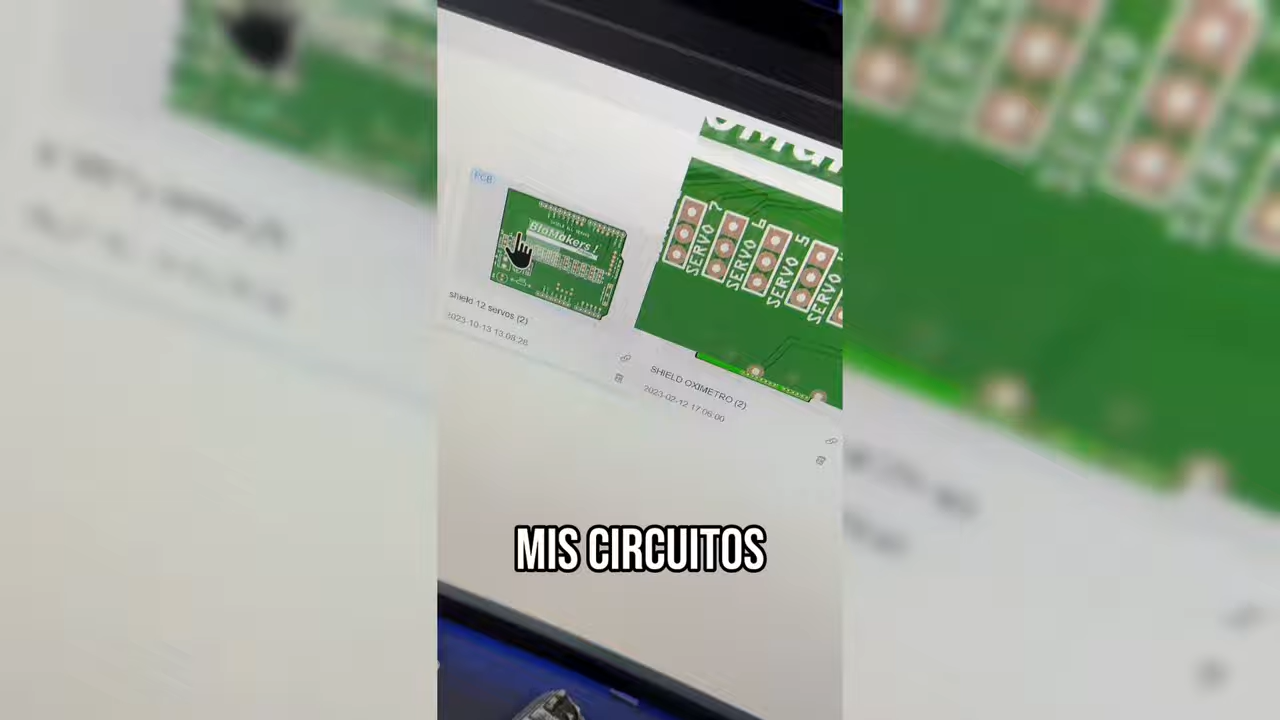 PCB
BioMakers !
shield 12 servos (2)
2023-10-13 13:08:28
SERVO 7
SERVO 6
SERVO 5
SERVO
SHIELD OXIMETRO (2)
2023-02-12 17:06:00
MIS CIRCUITOS